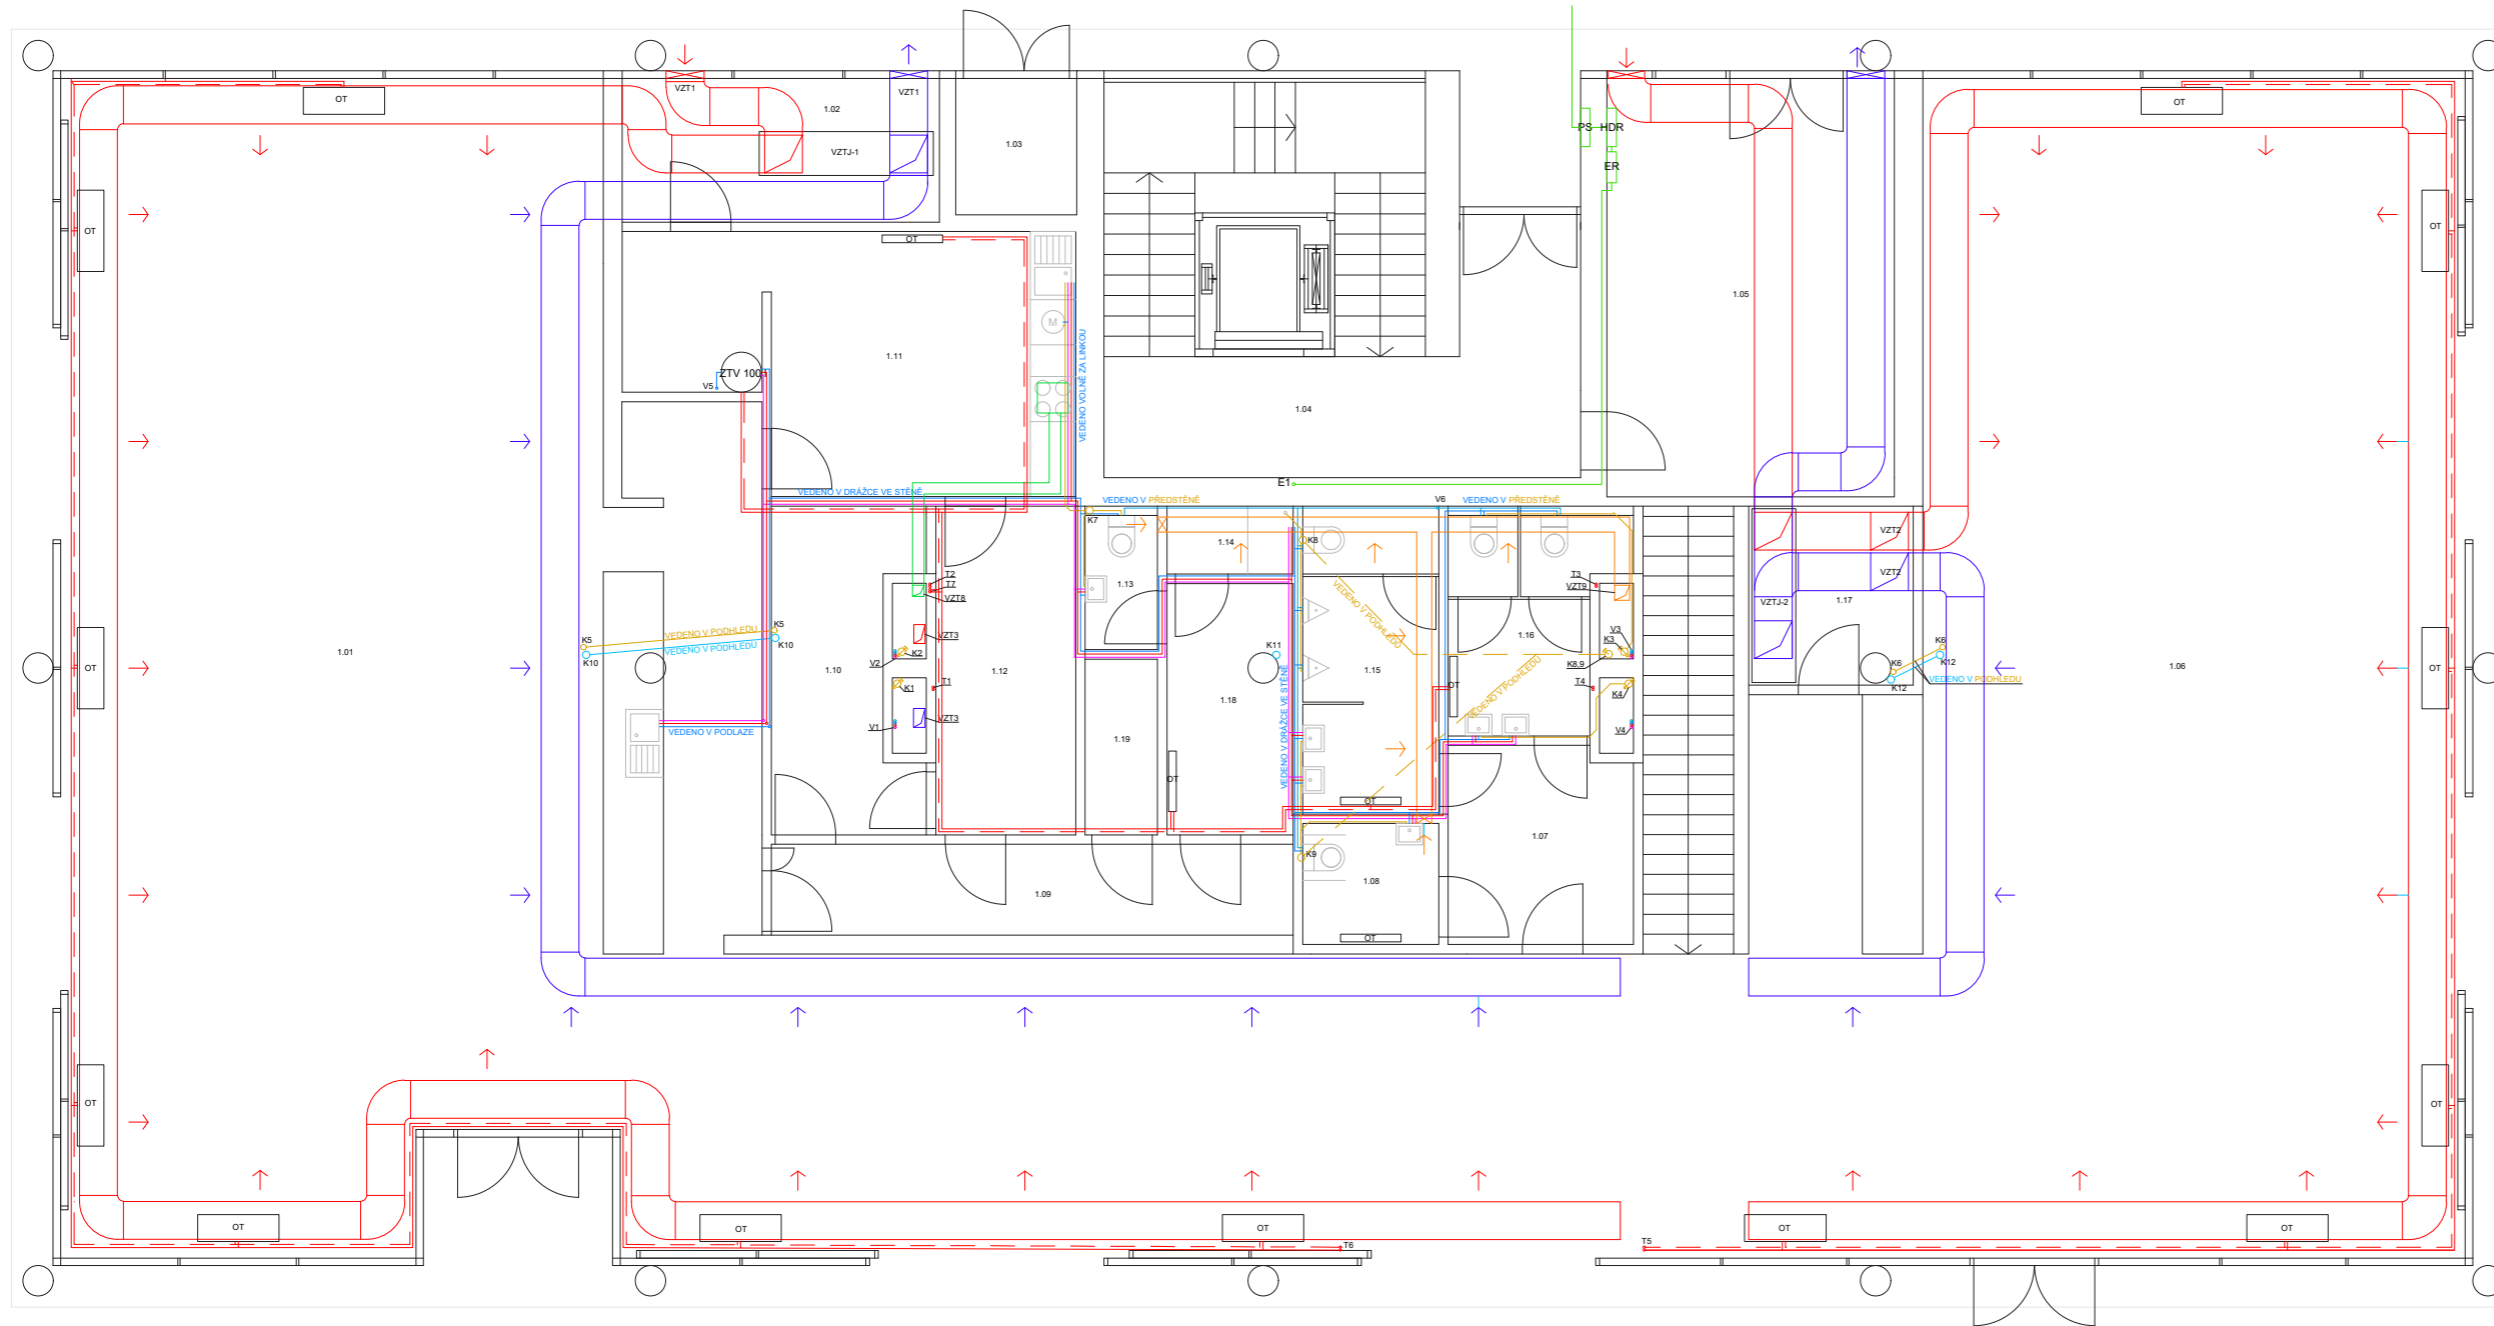 VZT1
VZT1
OT
1.02
OT
PS
HDR
VZTJ-1
1.03
ER
OT
OT
OT
1.05
M
VEDENO VOLNĚ ZA LINKOU
1.11
ZTV 100
V5
1.04
E1
VEDENO V DRÁŽCE VE STĚNĚ
VEDENO V PŘEDSTĚNĚ
V6
VEDENO V PŘEDSTĚNĚ
K7
VZT2
K8
1.14
VZT2
T2
T7
1.13
T3
VZT9
VZT8
VEDENO V PODHLEDU
VZTJ-2
1.17
K5
VEDENO V PODHLEDU
VZT3
1.16
V3
K3
K5
K10
VEDENO V PODHLEDU
K10
K2
K11
K6
K12
1.01
V2
K8,9
K6
1.06
OT
1.10
1.12
1.15
OT
VEDENO V PODHLEDU
VEDENO V PODHLEDU
K1
T1
OT
T4
K4
K12
1.18
VZT3
V1
V4
VEDENO V PODLAZE
1.19
VEDENO V DRÁŽCE VE STĚNĚ
OT
OT
1.07
K9
1.08
1.09
OT
OT
OT
OT
OT
OT
OT
OT
T6
T5